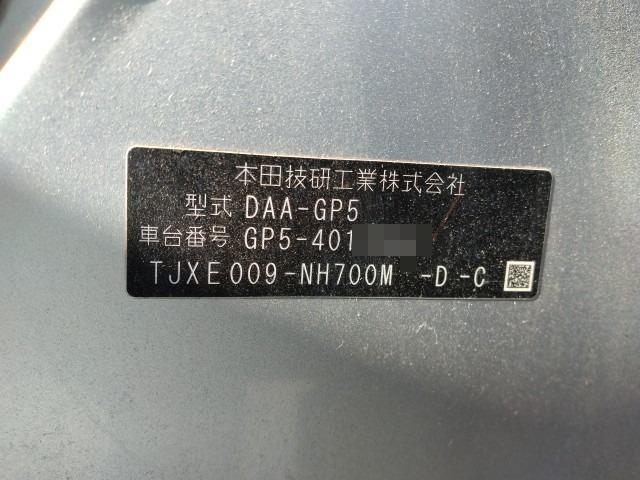 本田技研工業株式会社
型式 DAA-GP5
車台番号 GP5-401
TJXE009-NH700M -D-C